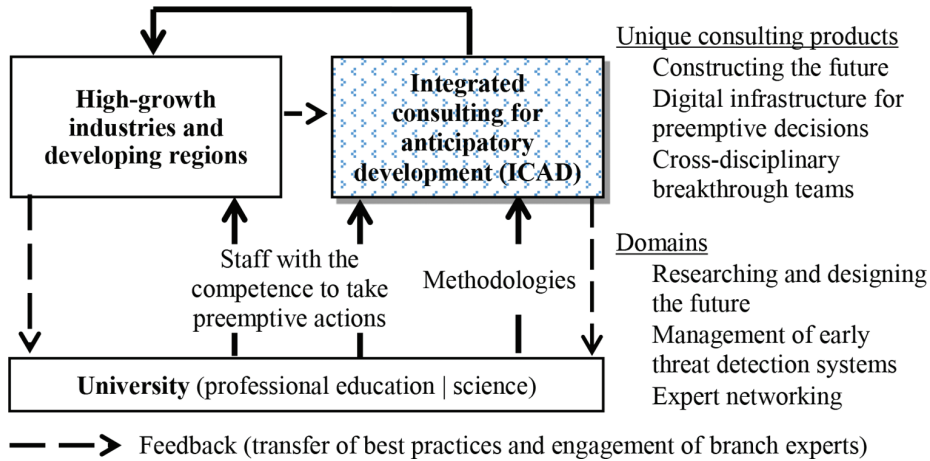 High-growth
industries and
developing regions
Integrated
consulting for
anticipatory
development (ICAD)
Unique consulting products
Constructing the future
Digital infrastructure for
preemptive decisions
Cross-disciplinary
breakthrough teams
Staff with the
competence to take
preemptive actions
Methodologies
Domains
Researching and designing
the future
Management of early
threat detection systems
Expert networking
University (professional education | science)
Feedback (transfer of best practices and engagement of branch experts)